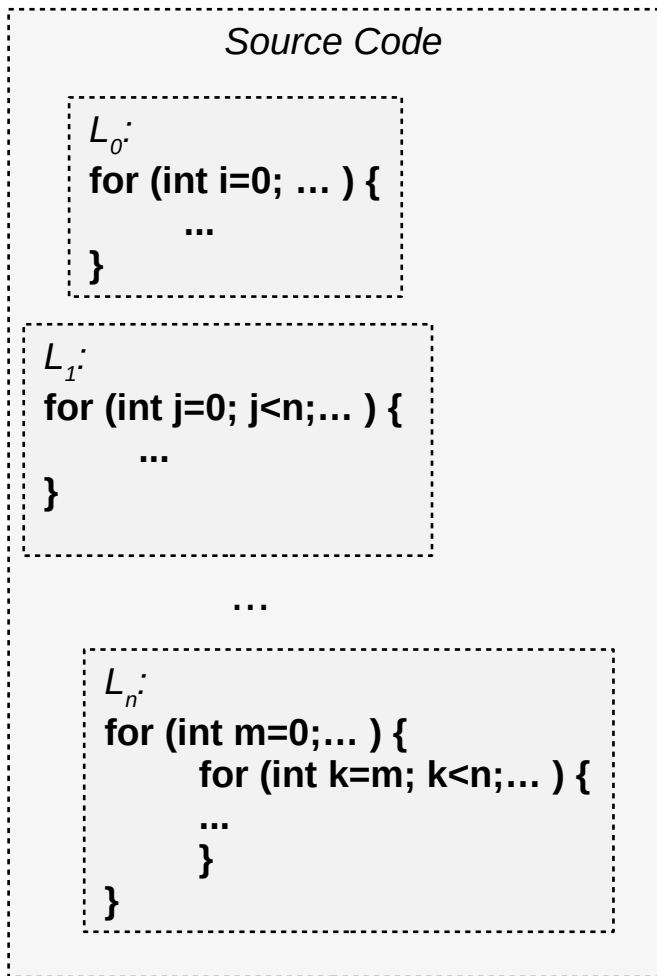 Source Code
L0:
for (int i=0; … ) {
...
}
L1:
for (int j=0; j<n;… ) {
...
}
…
Ln:
for (int m=0;… ) {
for (int k=m; k<n;… ) {
...
}
}